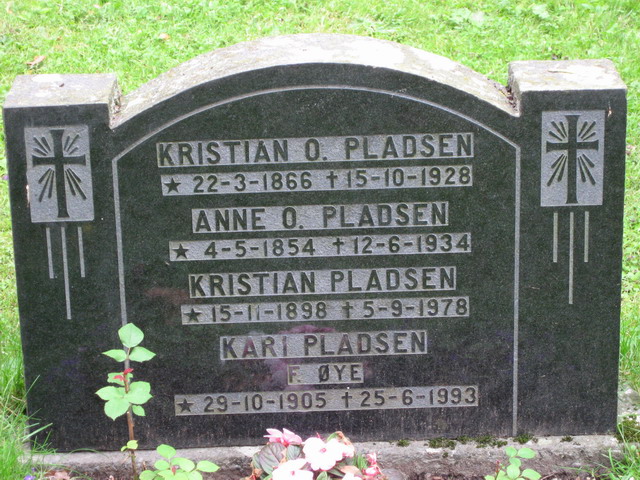 KRISTIAN O. PLADSEN
★ 22-3-1866 ✝ 15-10-1928
ANNE O. PLADSEN
★ 4-5-1854 ✝ 12-6-1934
KRISTIAN PLADSEN
★ 15-11-1898 ✝ 5-9-1978
KARI PLADSEN
F. ØYE
★ 29-10-1905 ✝ 25-6-1993